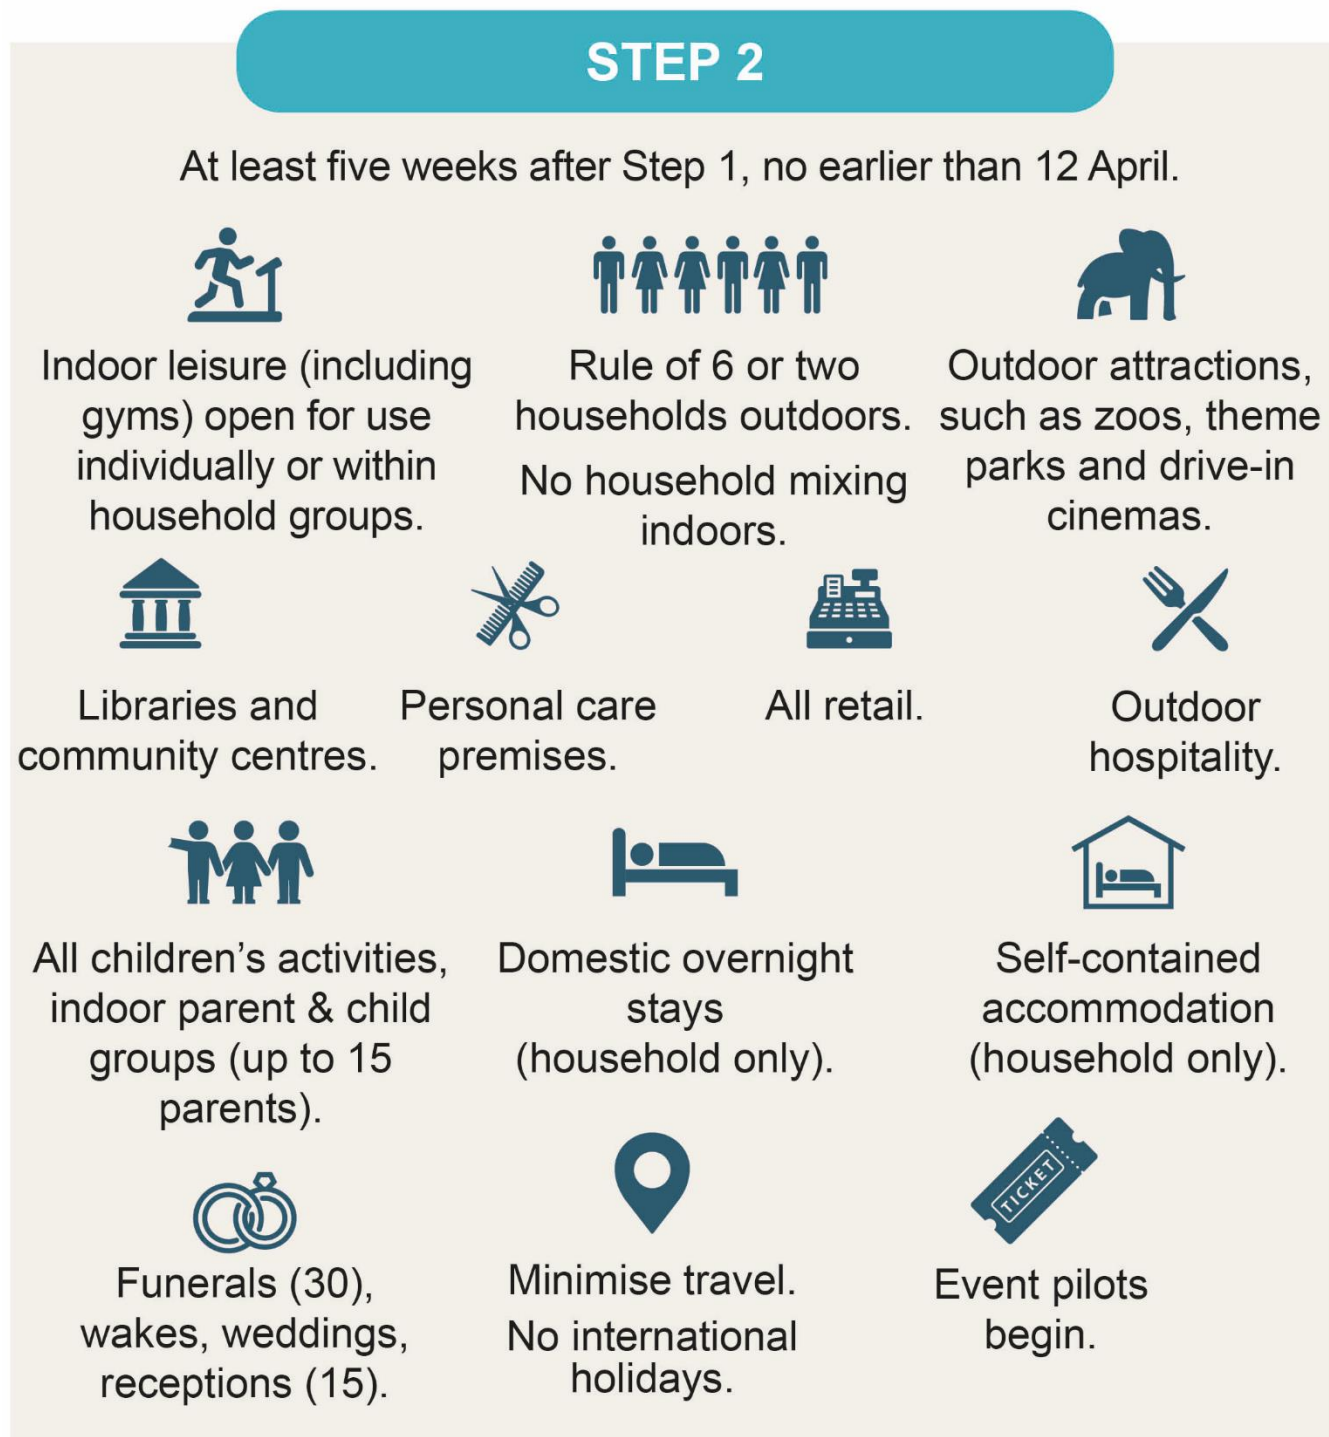 STEP 2
At least five weeks after Step 1, no earlier than 12 April.
Indoor leisure (including
gyms) open for use
individually or within
household groups.
Rule of 6 or two
households outdoors.
No household mixing
indoors.
Outdoor attractions,
such as zoos, theme
parks and drive-in
cinemas.
Libraries and
community centres.
Personal care
premises.
All retail.
Outdoor
hospitality.
All children’s activities,
indoor parent & child
groups (up to 15
parents).
Domestic overnight
stays
(household only).
Self-contained
accommodation
(household only).
Funerals (30),
wakes, weddings,
receptions (15).
Minimise travel.
No international
holidays.
TICKET
Event pilots
begin.